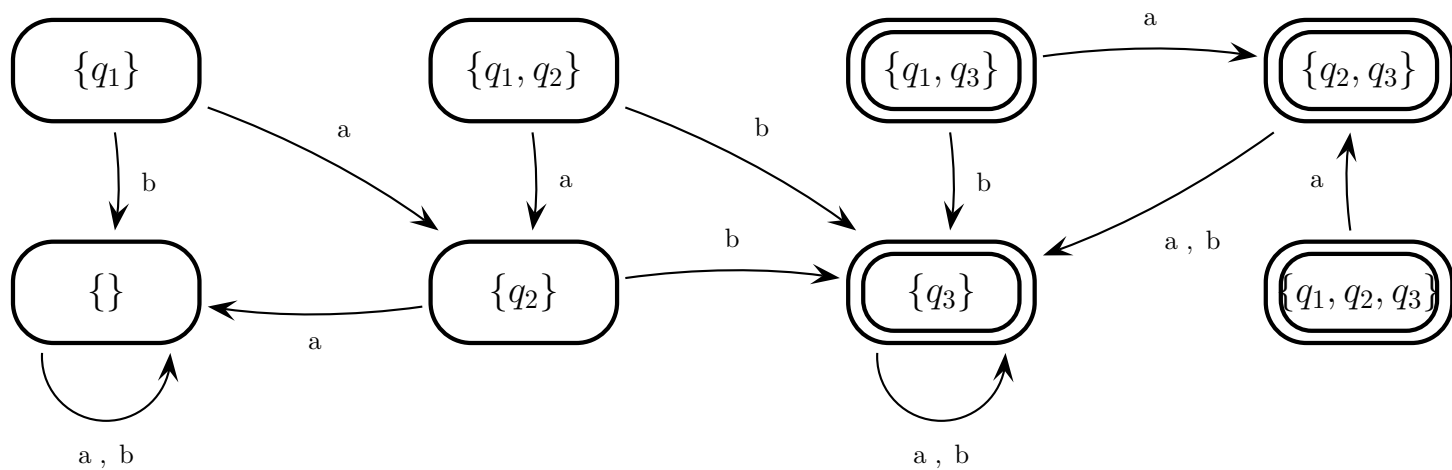 a
{q₁}
{q₁, q₂}
{q₁, q₃}
{q₂, q₃}
a
b
b
a
b
a
b
a , b
{}
{q₂}
{q₃}
{q₁, q₂, q₃}
a
a , b
a , b